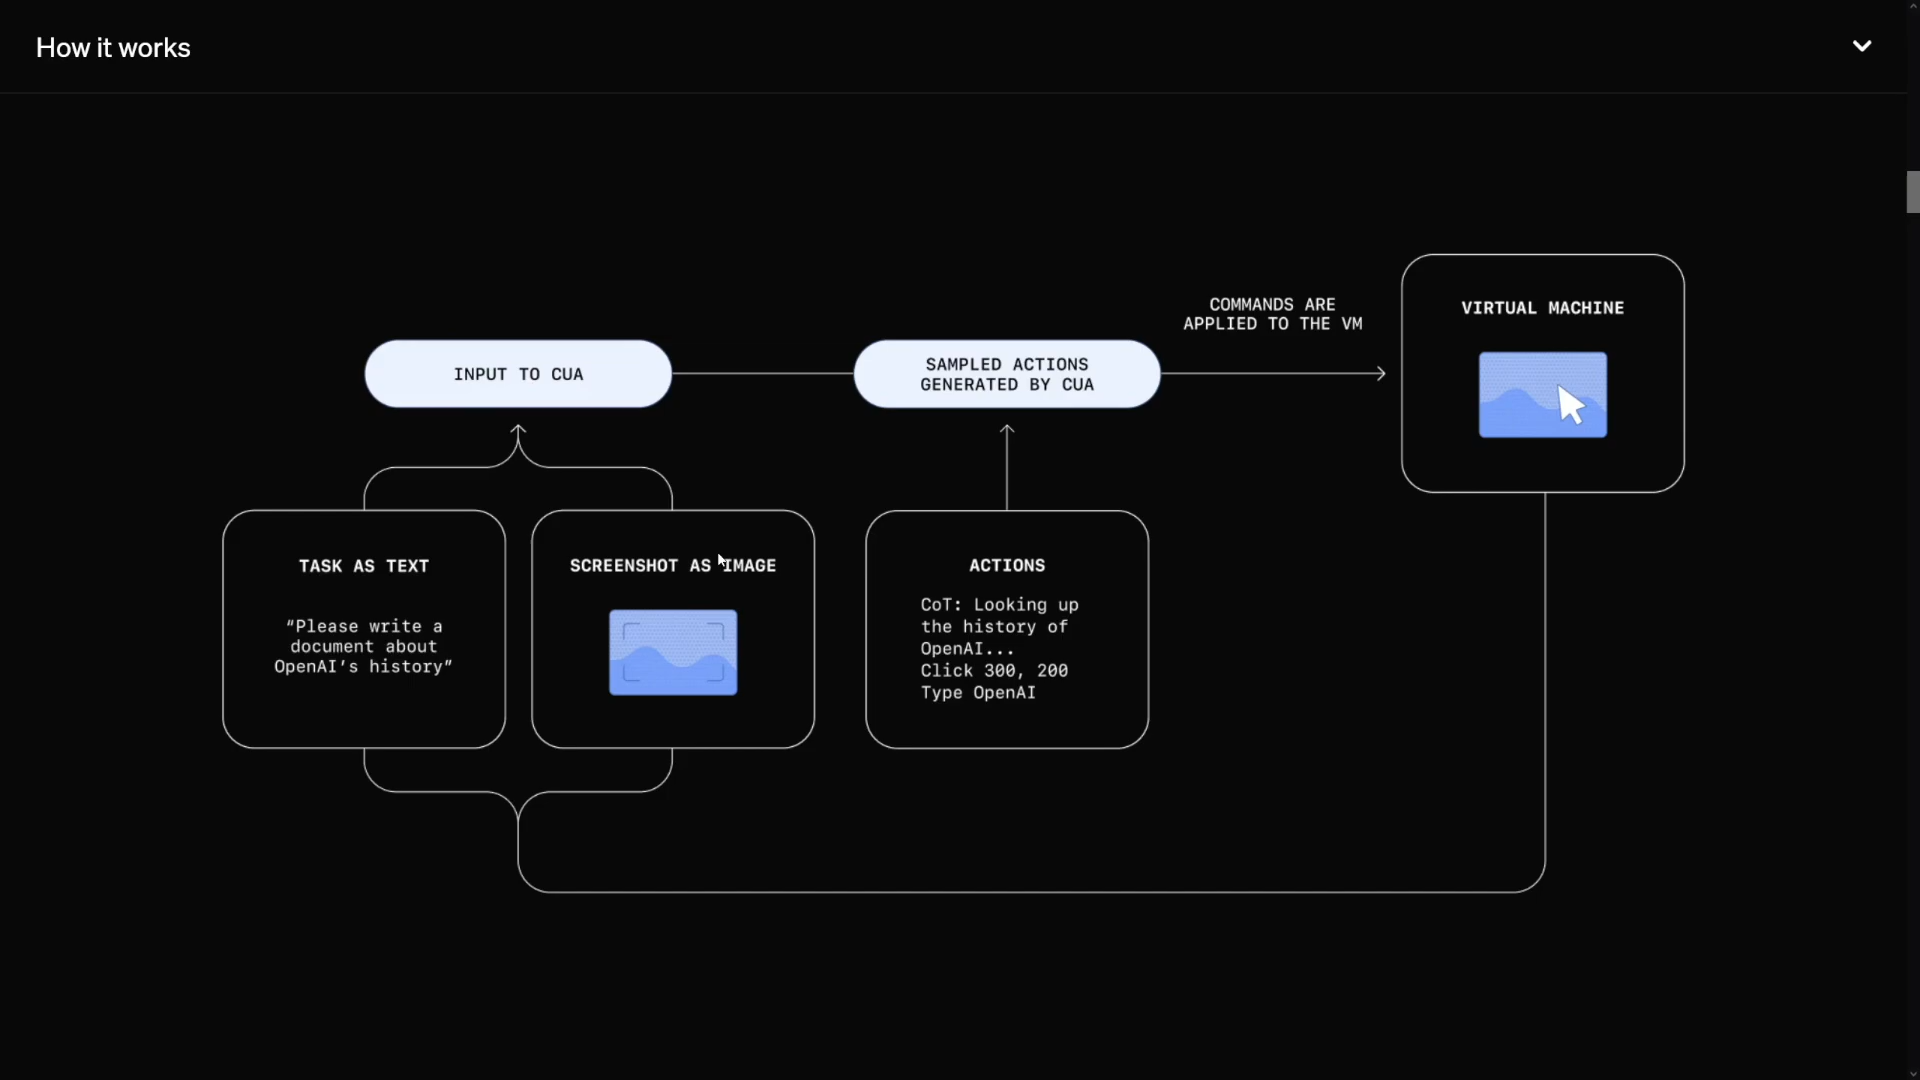 How it works
COMMANDS ARE
APPLIED TO THE VM
VIRTUAL MACHINE
INPUT TO CUA
SAMPLED ACTIONS
GENERATED BY CUA
TASK AS TEXT
“Please write a
document about
OpenAI’s history”
SCREENSHOT AS IMAGE
ACTIONS
CoT: Looking up
the history of
OpenAI...
Click 300, 200
Type OpenAI